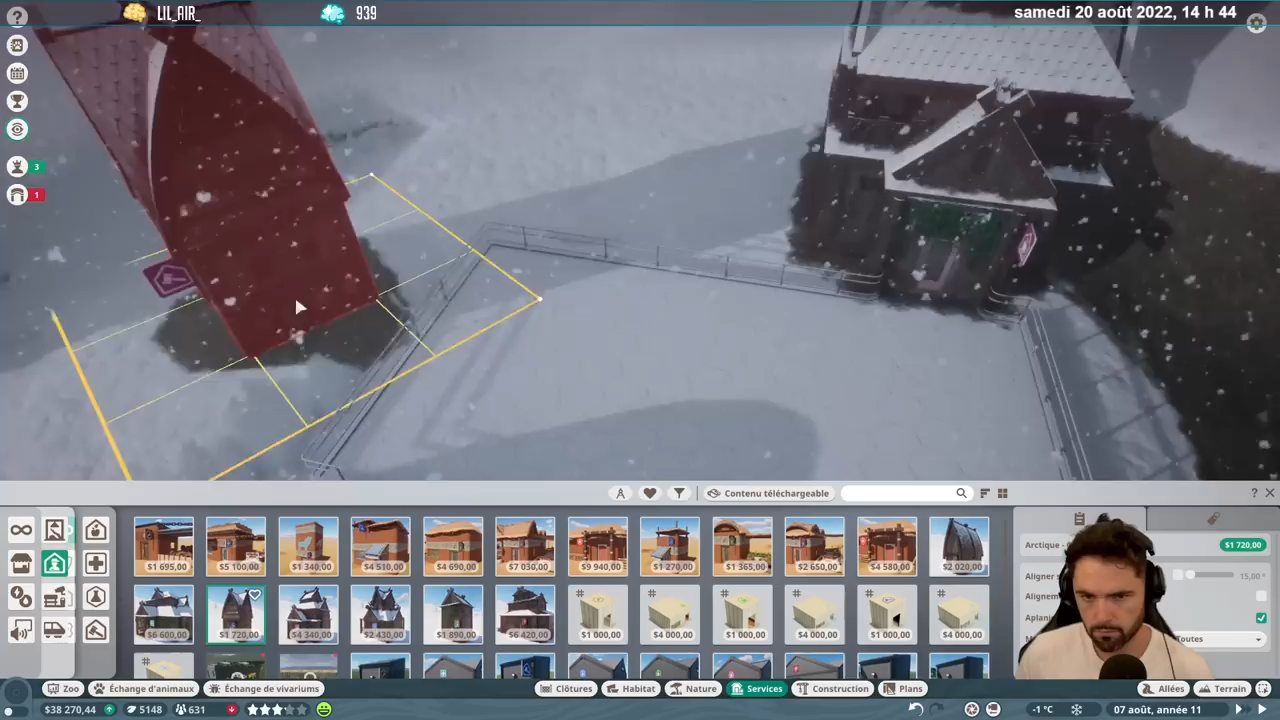 LIL_AIR_
939
samedi 20 août 2022, 14 h 44
3
1
Contenu téléchargeable
?
$1 695,00
$5 100,00
$1 340,00
$4 510,00
$4 690,00
$7 030,00
$9 940,00
$1 270,00
$1 365,00
$2 650,00
$4 580,00
$2 020,00
$6 600,00
$1 720,00
$4 340,00
$2 430,00
$1 890,00
$6 420,00
$1 000,00
$4 000,00
$1 000,00
$4 000,00
$1 000,00
$4 000,00
Arctique -
$1 720,00
Aligner
15,00 °
Toutes
Zoo
Échange d'animaux
Échange de vivariums
Clôtures
Habitat
Nature
Services
Construction
Plans
Allées
Terrain
$38 270,44
5148
631
-1 °C
07 août, année 11